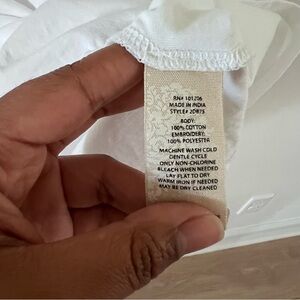 RN# 101206
MADE IN INDIA
STYLE# 20875
BODY:
100% COTTON
EMBROIDERY:
100% POLYESTER
MACHINE WASH COLD
GENTLE CYCLE
ONLY NON-CHLORINE
BLEACH WHEN NEEDED
LAY FLAT TO DRY
WARM IRON IF NEEDED
MAY BE DRY CLEANED